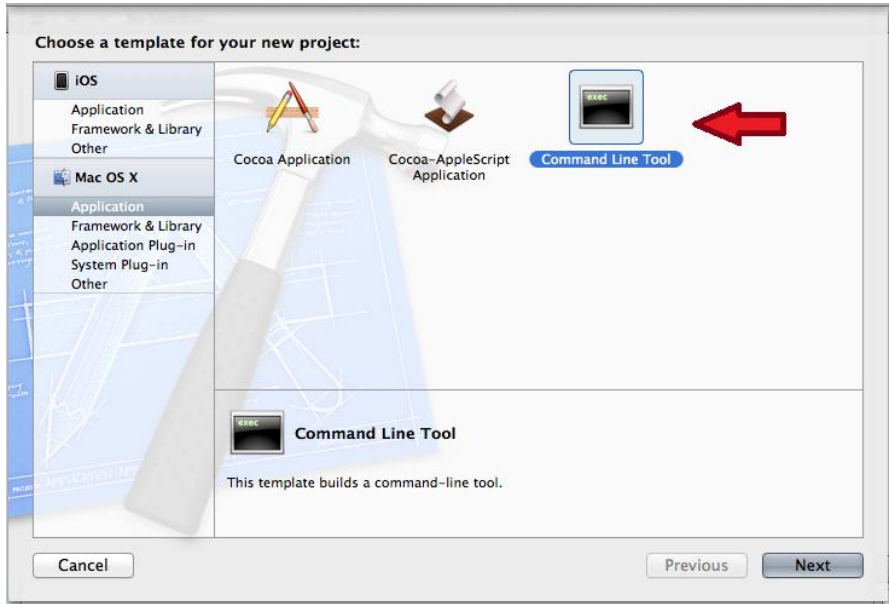 Choose a template for your new project:
iOS
Application
Framework & Library
Other
Mac OS X
Application
Framework & Library
Application Plug-in
System Plug-in
Other
exec
Cocoa Application
Cocoa-AppleScript
Application
Command Line Tool
exec
Command Line Tool
This template builds a command-line tool.
Cancel
Previous
Next